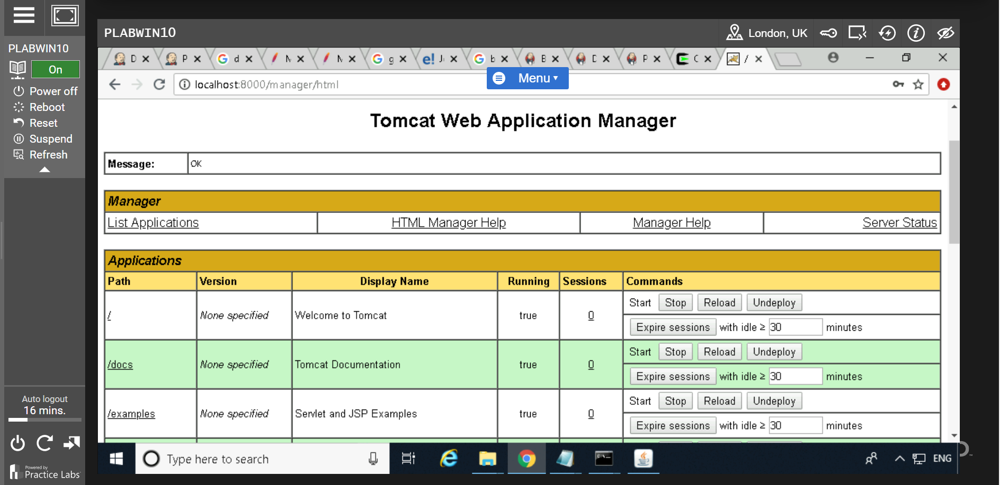 PLABWIN10
On
Power off
Reboot
Reset
Suspend
Refresh
Auto logout
16 mins.
Powered by
Practice Labs
PLABWIN10
London, UK
D
P
d
g
e! J
b
B
P
C
/
localhost:8000/manager/html
Menu
Tomcat Web Application Manager
Message: OK
Manager
List Applications HTML Manager Help Manager Help Server Status
Applications
Path Version Display Name Running Sessions Commands
/ None specified Welcome to Tomcat true 0
Start Stop Reload Undeploy
Expire sessions with idle ≥ 30 minutes
/docs None specified Tomcat Documentation true 0
Start Stop Reload Undeploy
Expire sessions with idle ≥ 30 minutes
/examples None specified Servlet and JSP Examples true 0
Start Stop Reload Undeploy
Expire sessions with idle ≥ 30 minutes
Type here to search
ENG